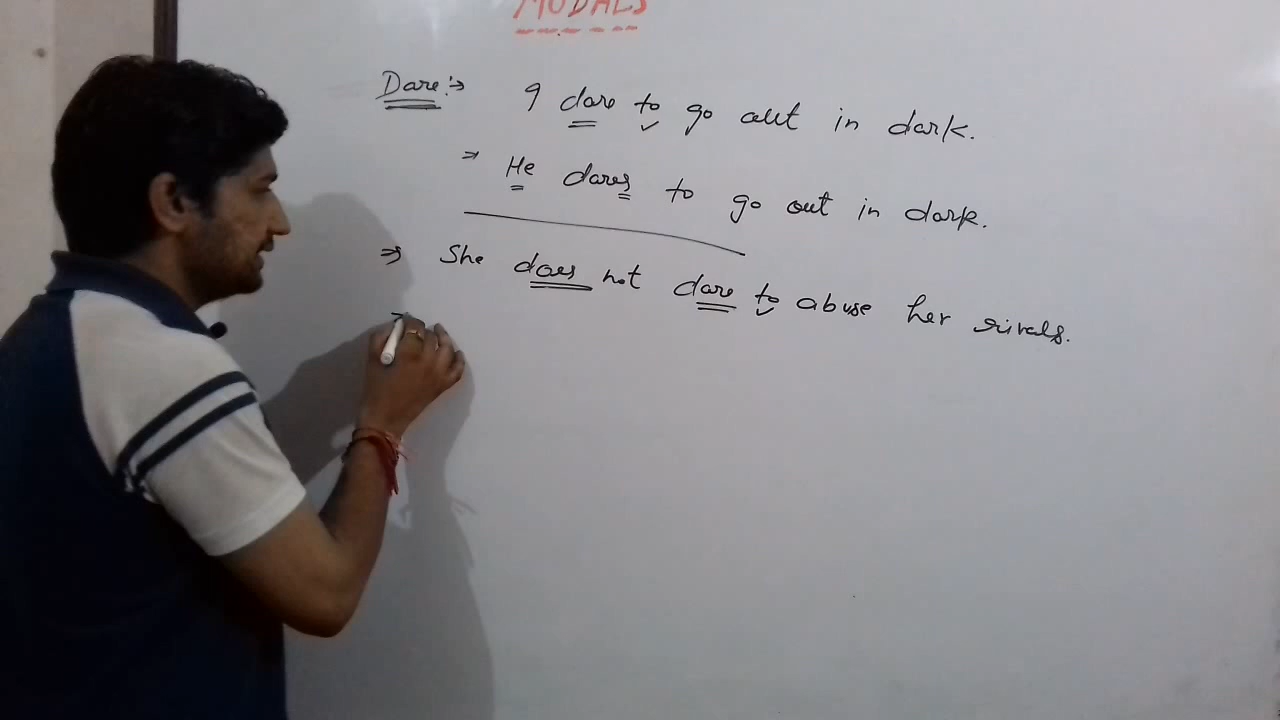 MODALS
Dare :→ I dare to go out in dark.
⇒ He dares to go out in dark.
⇒ She does not dare to abuse her rivals.